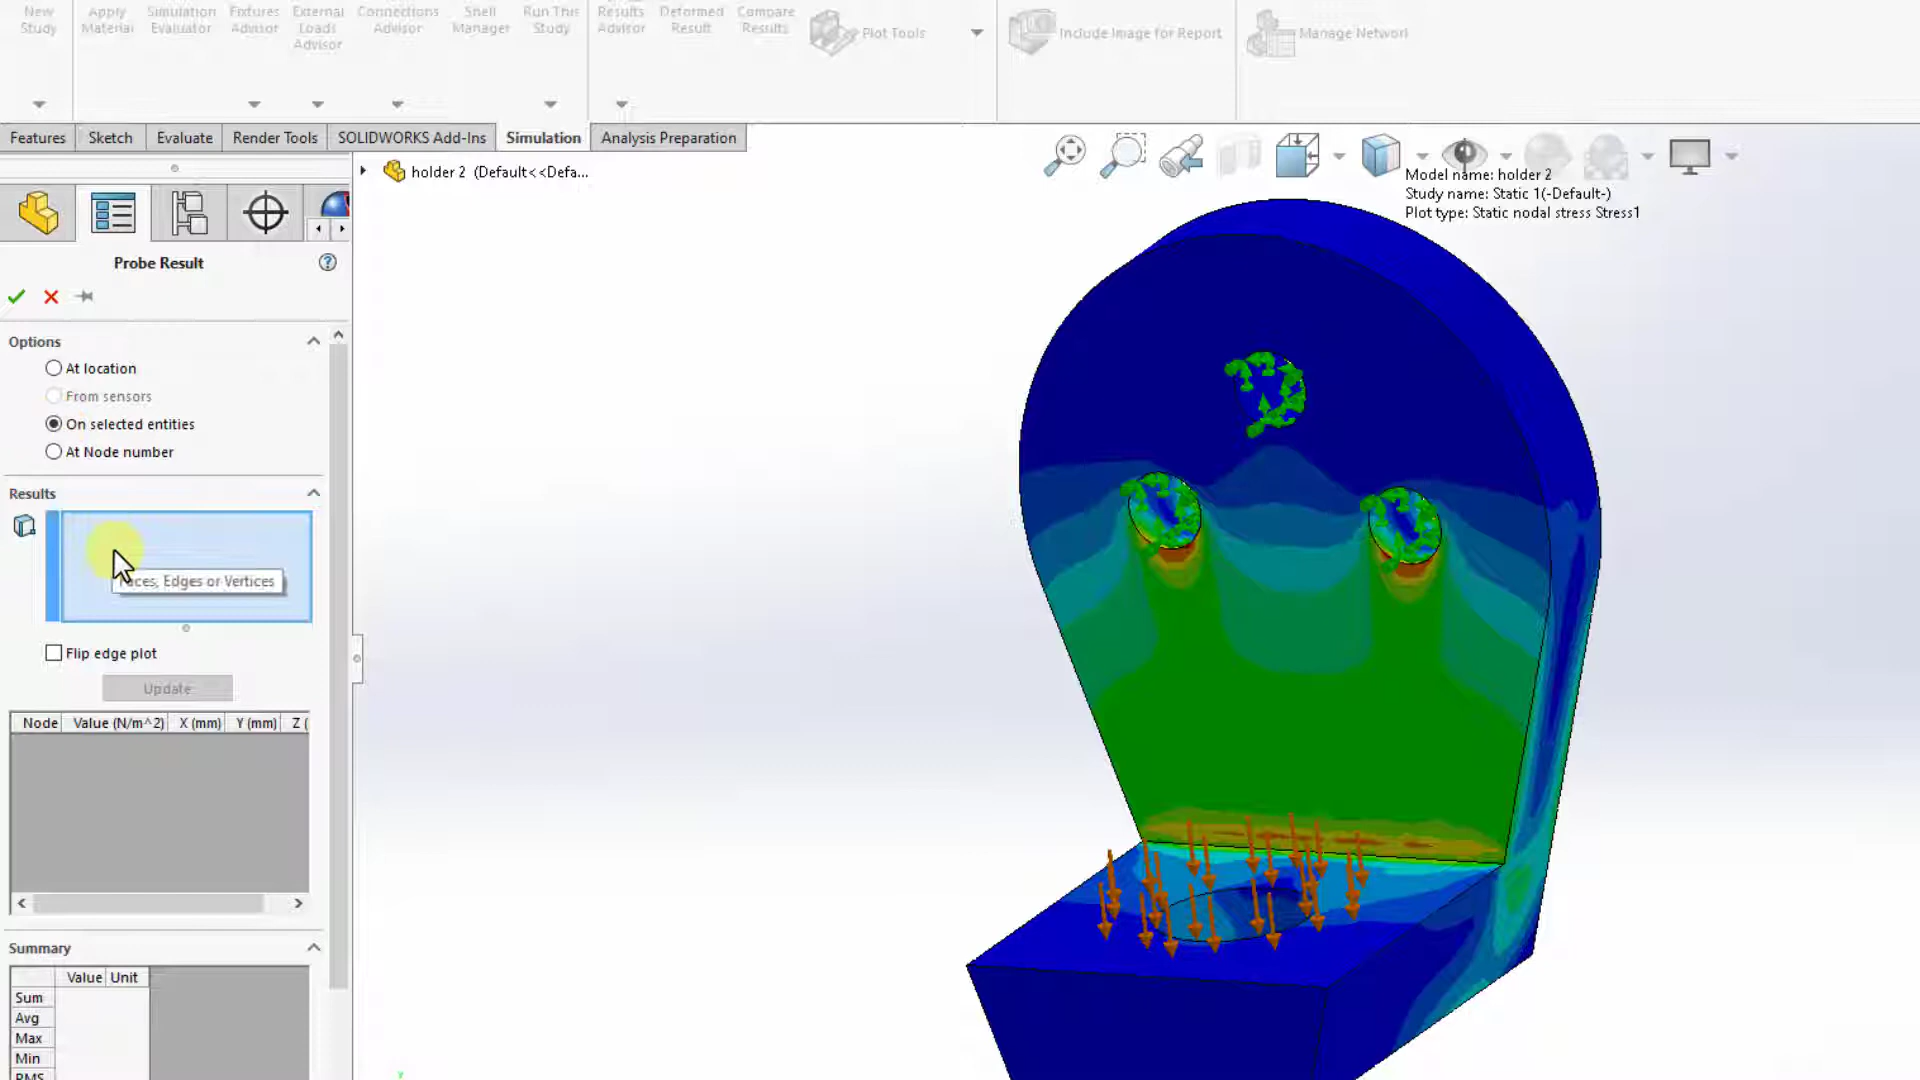 New Study
Apply Material
Simulation Evaluator
Fixtures Advisor
External Loads Advisor
Connections Advisor
Shell Manager
Run This Study
Results Advisor
Deformed Result
Compare Results
Plot Tools
Include Image for Report
Manage Network
Features
Sketch
Evaluate
Render Tools
SOLIDWORKS Add-Ins
Simulation
Analysis Preparation
holder 2 (Default<<Defa...
Model name: holder 2
Study name: Static 1(-Default-)
Plot type: Static nodal stress Stress1
Probe Result
Options
At location
From sensors
On selected entities
At Node number
Results
Faces, Edges or Vertices
Flip edge plot
Update
Node Value (N/m^2) X (mm) Y (mm) Z (
Summary
Value Unit
Sum
Avg
Max
Min
RMS